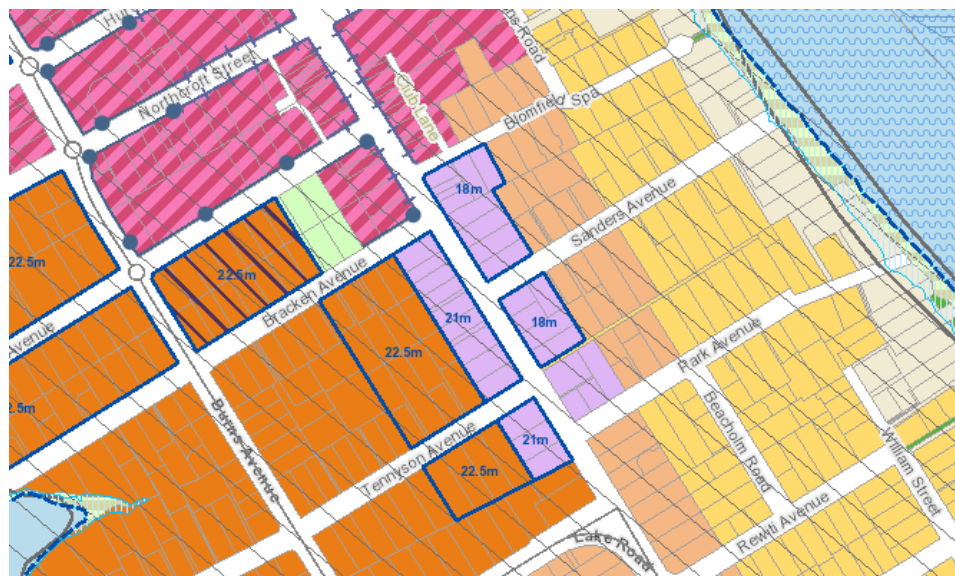 Northcroft Street
Club Lane
Blomfield Spa
18m
Sanders Avenue
22.5m
22.5m
Bracken Avenue
21m
18m
Avenue
22.5m
Park Avenue
2.5m
Burns Avenue
Tennyson Avenue
21m
22.5m
Beacholm Road
William Street
Rewiti Avenue
Lake Road